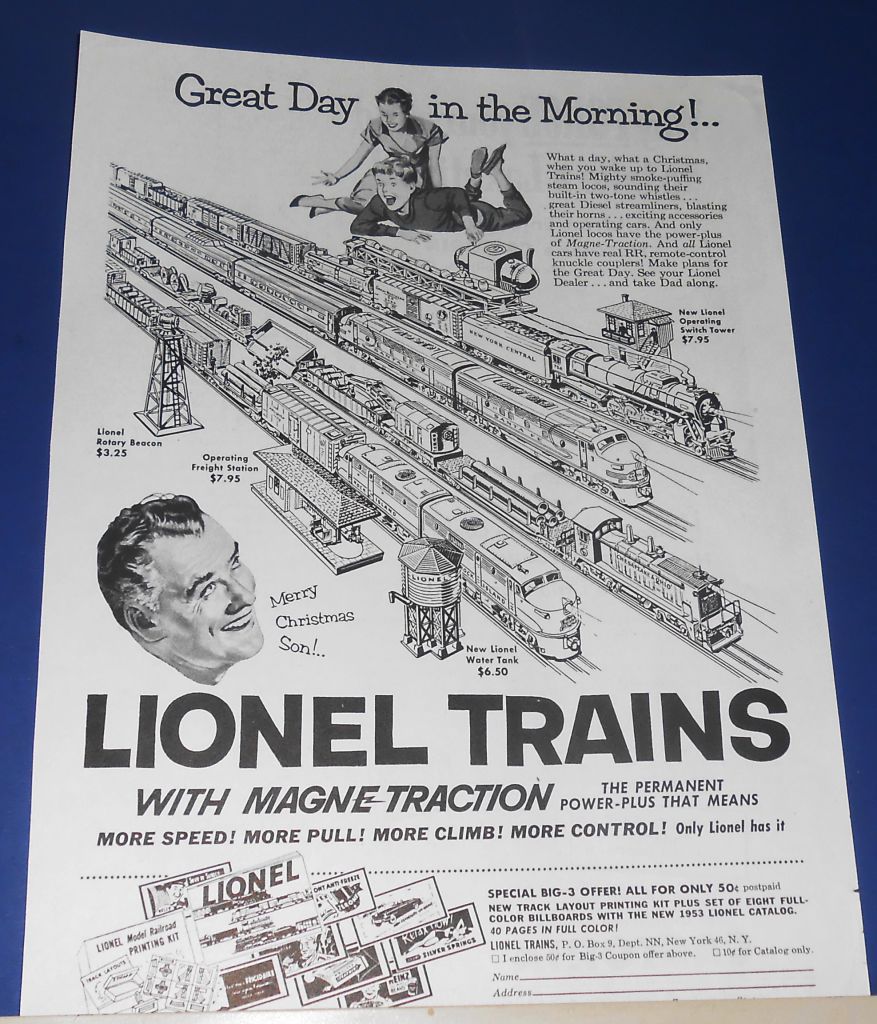 Great Day in the Morning!...
What a day, what a Christmas,
when you wake up to Lionel
Trains! Mighty smoke-puffing
steam locos, sounding their
built-in two-tone whistles...
great Diesel streamliners, blasting
their horns... exciting accessories
and operating cars. And only
Lionel locos have the power-plus
of Magne-Traction. And all Lionel
cars have real RR, remote-control
knuckle couplers! Make plans for
the Great Day. See your Lionel
Dealer...and take Dad along.
New Lionel
Operating
Switch Tower
$7.95
NEW YORK CENTRAL
Lionel
Rotary Beacon
$3.25
Operating
Freight Station
$7.95
LIONEL
CHESAPEAKE & OHIO
Merry
Christmas
Son!..
New Lionel
Water Tank
$6.50
LIONEL TRAINS
WITH MAGNE-TRACTION
THE PERMANENT
POWER-PLUS THAT MEANS
MORE SPEED! MORE PULL! MORE CLIMB! MORE CONTROL! Only Lionel has it
LIONEL
LIONEL Model Railroad
PRINTING KIT
TRACK LAYOUTS
ANTI-FREEZE
FRIGIDAIRE
HEINZ
SILVER SPRINGS
SPECIAL BIG-3 OFFER! ALL FOR ONLY 50¢ postpaid
NEW TRACK LAYOUT PRINTING KIT PLUS SET OF EIGHT FULL-
COLOR BILLBOARDS WITH THE NEW 1953 LIONEL CATALOG.
40 PAGES IN FULL COLOR!
LIONEL TRAINS, P. O. Box 9, Dept. NN, New York 46, N. Y.
I enclose 50¢ for Big-3 Coupon offer above. 10¢ for Catalog only.
Name
Address